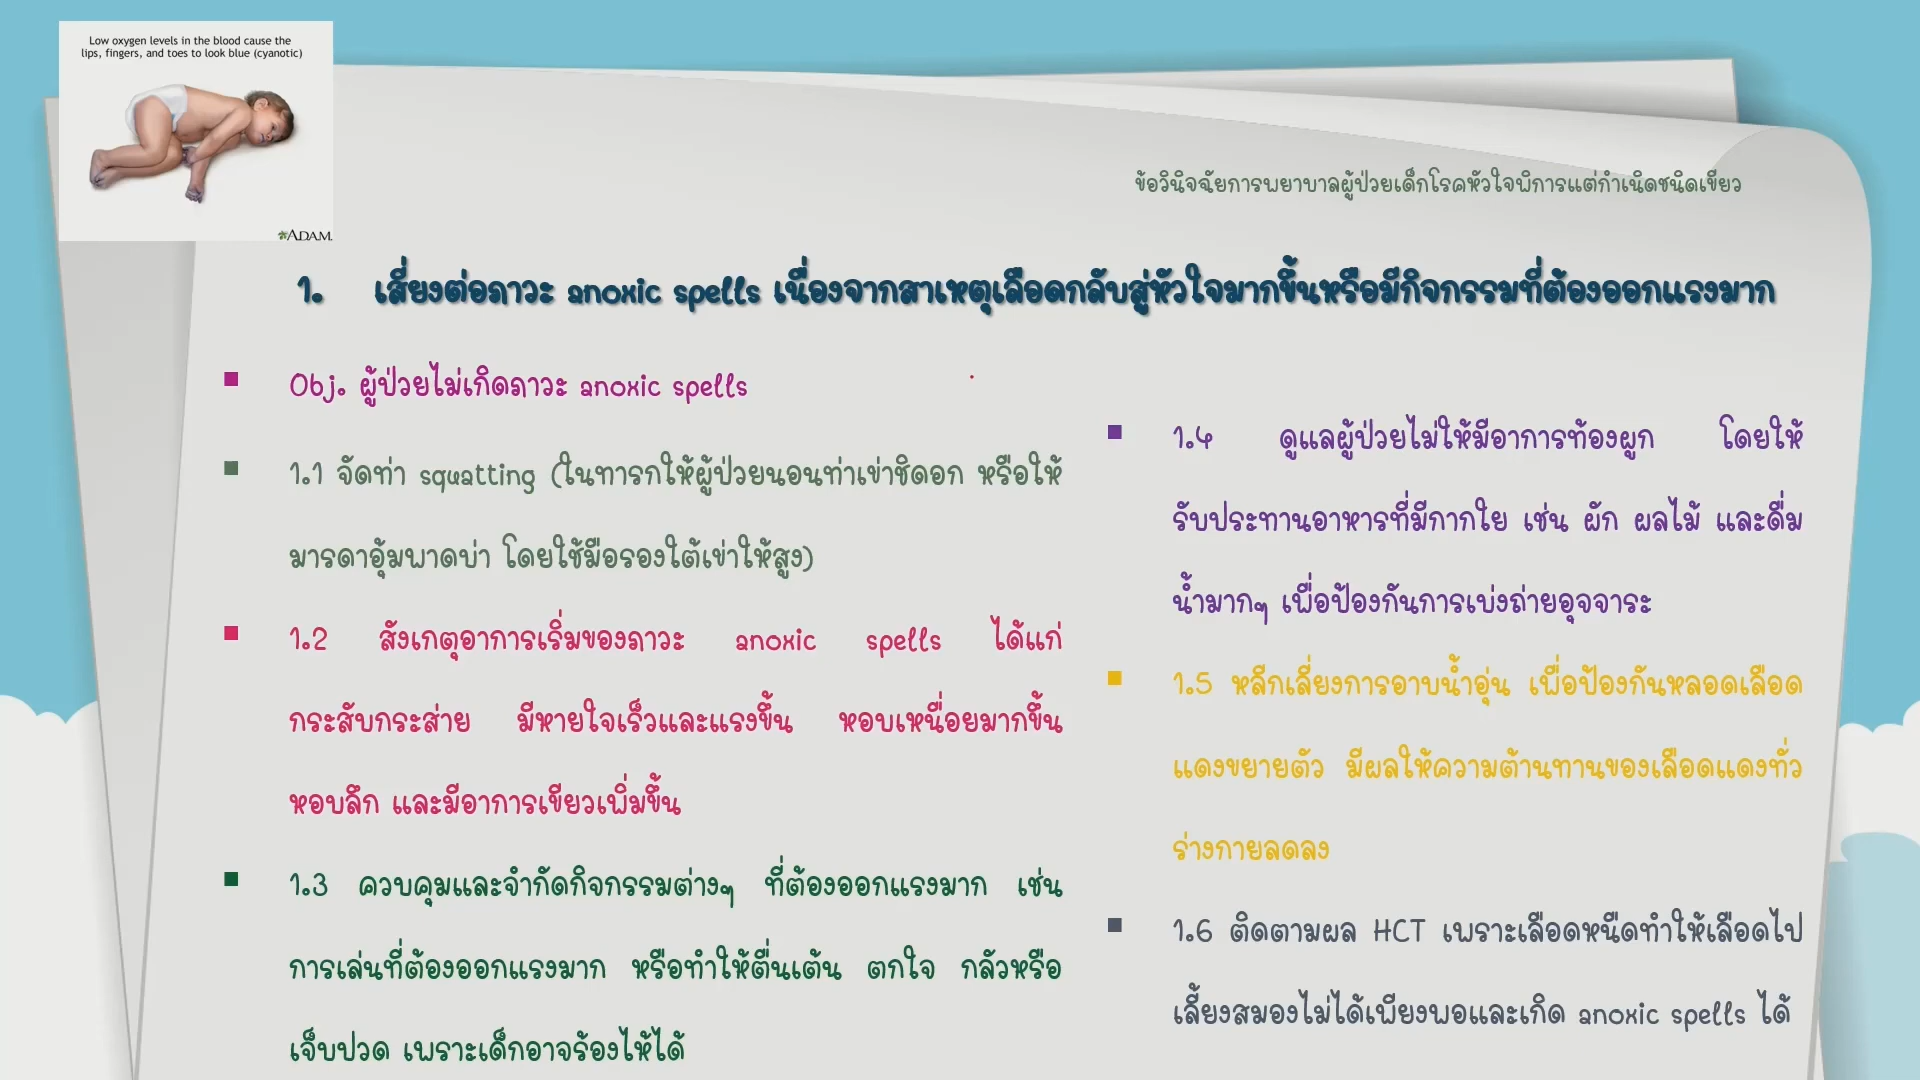 Low oxygen levels in the blood cause the
lips, fingers, and toes to look blue (cyanotic)
ADAM.
ข้อวินิจฉัยการพยาบาลผู้ป่วยเด็กโรคหัวใจพิการแต่กำเนิดชนิดเขียว
1. เสี่ยงต่อภาวะ anoxic spells เนื่องจากสาเหตุเลือดกลับสู่หัวใจมากขึ้นหรือมีกิจกรรมที่ต้องออกแรงมาก
Obj. ผู้ป่วยไม่เกิดภาวะ anoxic spells
1.1 จัดท่า squatting (ในทารกให้ผู้ป่วยนอนท่าเข่าชิดอก หรือให้
มารดาอุ้มพาดบ่า โดยใช้มือรองใต้เข่าให้สูง)
1.2 สังเกตุอาการเริ่มของภาวะ anoxic spells ได้แก่
กระสับกระส่าย มีหายใจเร็วและแรงขึ้น หอบเหนื่อยมากขึ้น
หอบลึก และมีอาการเขียวเพิ่มขึ้น
1.3 ควบคุมและจำกัดกิจกรรมต่างๆ ที่ต้องออกแรงมาก เช่น
การเล่นที่ต้องออกแรงมาก หรือทำให้ตื่นเต้น ตกใจ กลัวหรือ
เจ็บปวด เพราะเด็กอาจร้องไห้ได้
1.4 ดูแลผู้ป่วยไม่ให้มีอาการท้องผูก โดยให้
รับประทานอาหารที่มีกากใย เช่น ผัก ผลไม้ และดื่ม
น้ำมากๆ เพื่อป้องกันการเบ่งถ่ายอุจจาระ
1.5 หลีกเลี่ยงการอาบน้ำอุ่น เพื่อป้องกันหลอดเลือด
แดงขยายตัว มีผลให้ความต้านทานของเลือดแดงทั่ว
ร่างกายลดลง
1.6 ติดตามผล HCT เพราะเลือดหนืดทำให้เลือดไป
เลี้ยงสมองไม่ได้เพียงพอและเกิด anoxic spells ได้